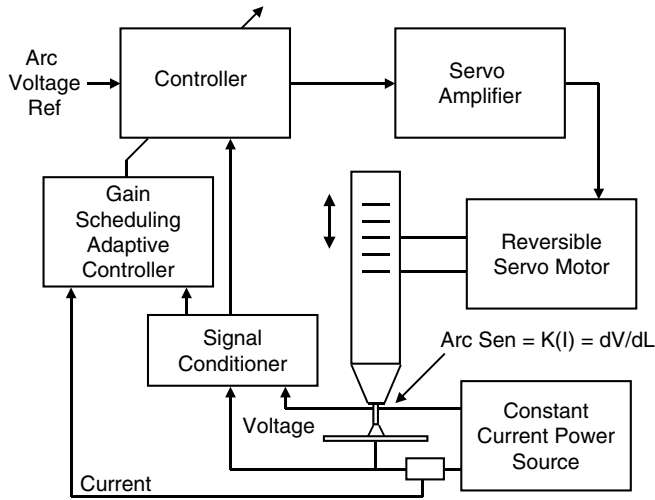 Arc
Voltage
Ref
Controller
Servo
Amplifier
Gain
Scheduling
Adaptive
Controller
Reversible
Servo Motor
Signal
Conditioner
Arc Sen = K(I) = dV/dL
Voltage
Constant
Current Power
Source
Current